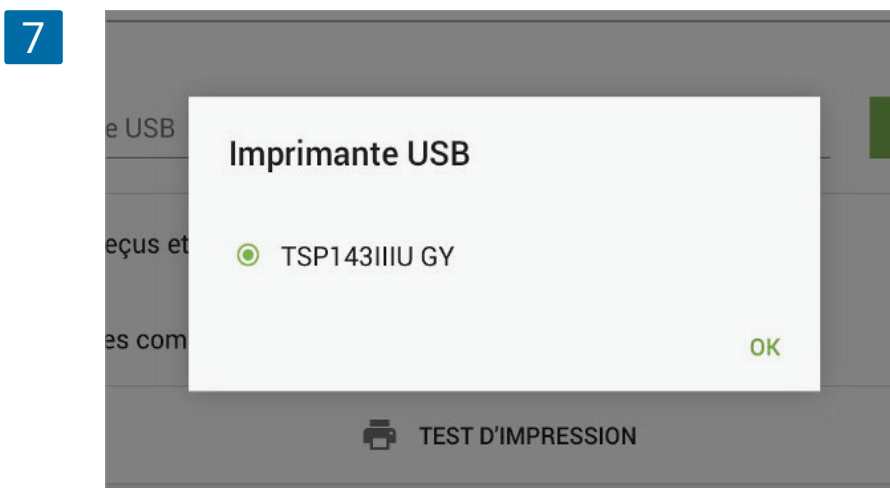 7
e USB
Imprimante USB
eçus et
TSP143IIIU GY
es com
OK
TEST D'IMPRESSION